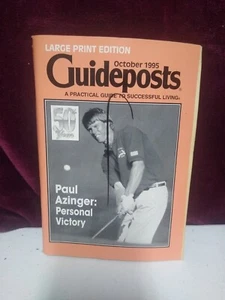 LARGE PRINT EDITION
October 1995
Guideposts
A PRACTICAL GUIDE TO SUCCESSFUL LIVING
50
Paul
Azinger:
Personal
Victory